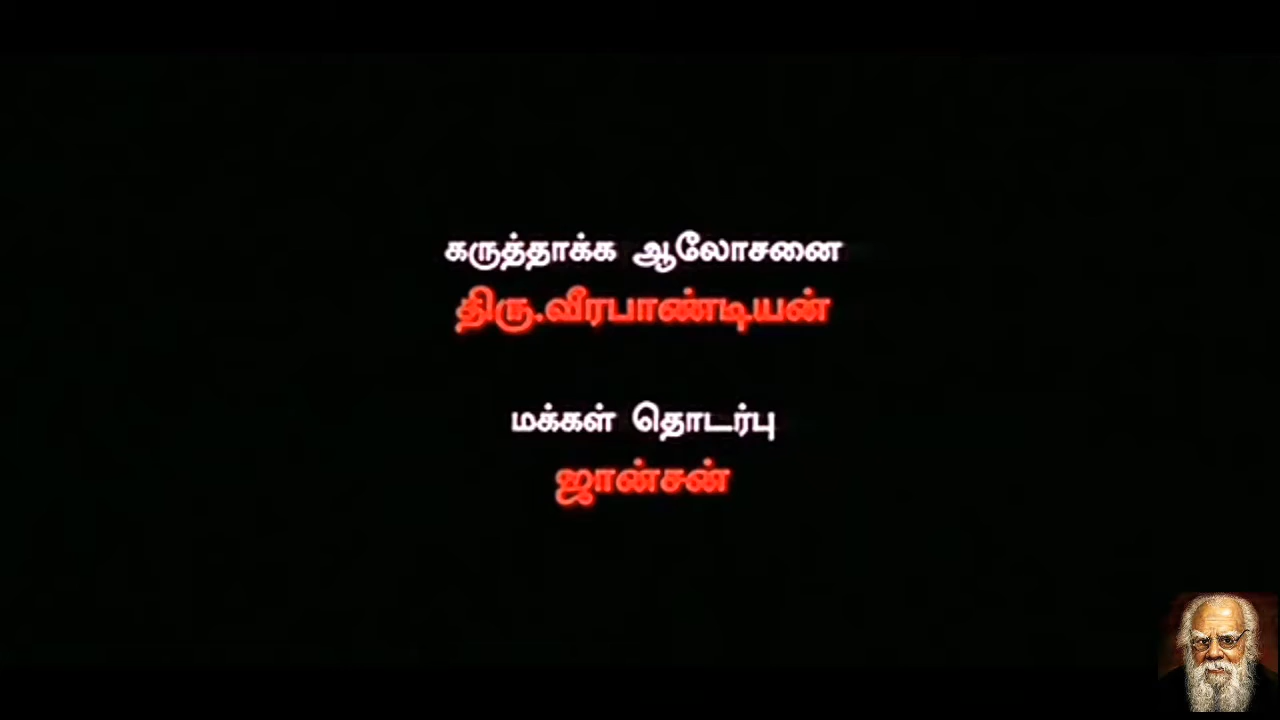 கருத்தாக்க ஆலோசனை
திரு.வீரபாண்டியன்
மக்கள் தொடர்பு
ஜான்சன்